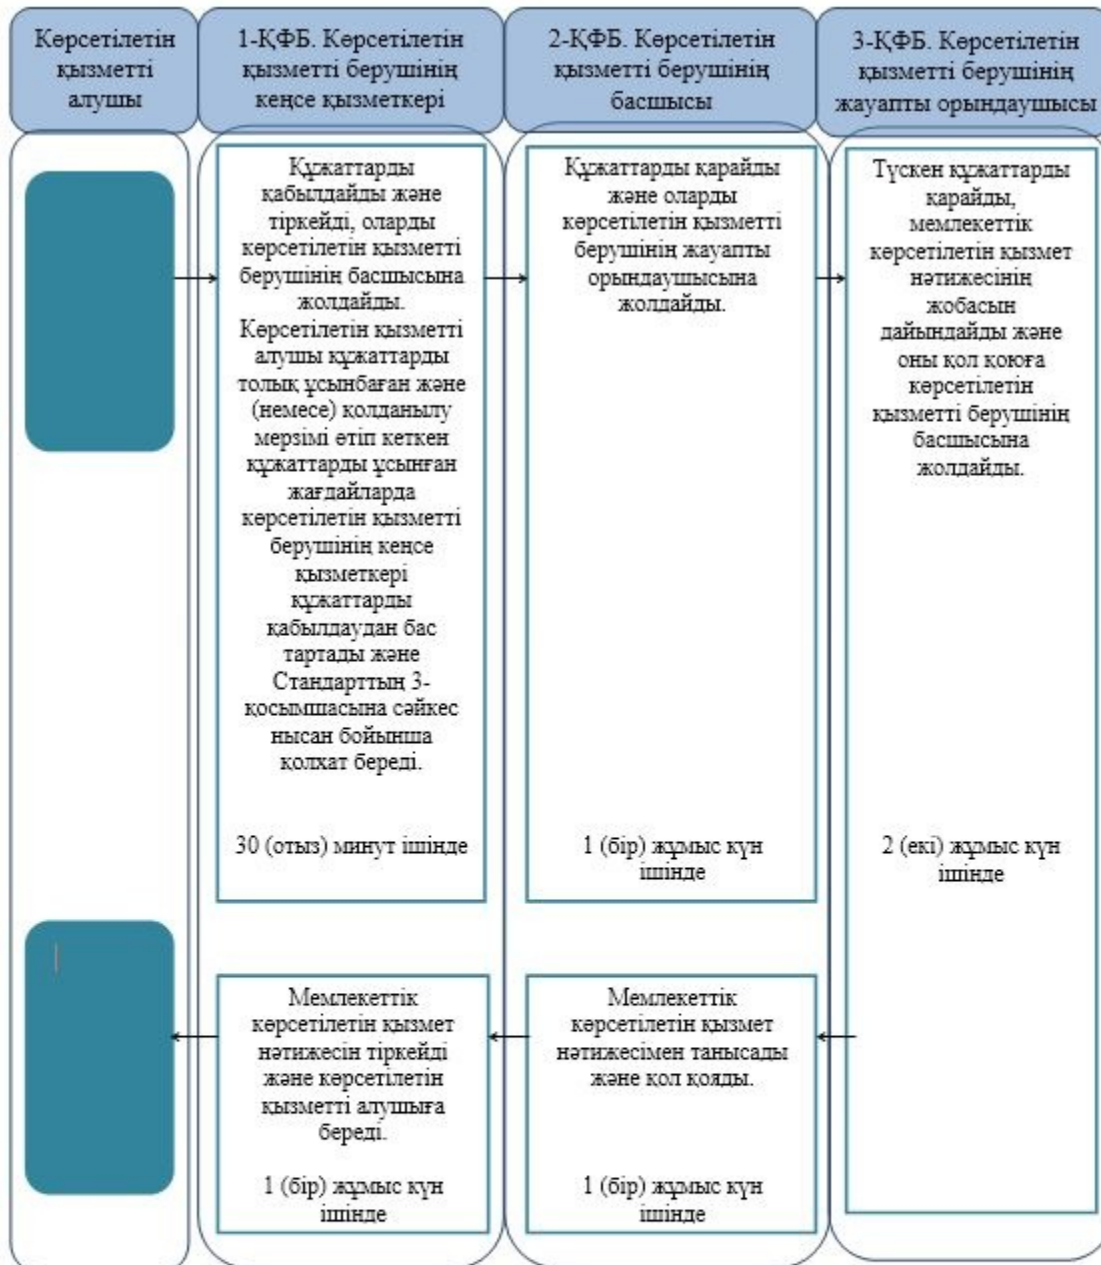 Көрсетілетін
қызметті
алушы
1-ҚФБ. Көрсетілетін
қызметті берушінің
кеңсе қызметкері
2-ҚФБ. Көрсетілетін
қызметті берушінің
басшысы
3-ҚФБ. Көрсетілетін
қызметті берушінің
жауапты орындаушысы
Құжаттарды
қабылдайды және
тіркейді, оларды
көрсетілетін қызметті
берушінің басшысына
жолдайды.
Көрсетілетін қызметті
алушы құжаттарды
толық ұсынбаған және
(немесе) қолданылу
мерзімі өтіп кеткен
құжаттарды ұсынған
жағдайларда
көрсетілетін қызметті
берушінің кеңсе
қызметкері
құжаттарды
қабылдаудан бас
тартады және
Стандарттың 3-
қосымшасына сәйкес
нысан бойынша
қолхат береді.
30 (отыз) минут ішінде
Құжаттарды қарайды
және оларды
көрсетілетін қызметті
берушінің жауапты
орындаушысына
жолдайды.
1 (бір) жұмыс күн
ішінде
Түскен құжаттарды
қарайды,
мемлекеттік
көрсетілетін қызмет
нәтижесінің
жобасын
дайындайды және
оны қол қоюға
көрсетілетін
қызметті берушінің
басшысына
жолдайды.
2 (екі) жұмыс күн
ішінде
Мемлекеттік
көрсетілетін қызмет
нәтижесін тіркейді
және көрсетілетін
қызметті алушыға
береді.
1 (бір) жұмыс күн
ішінде
Мемлекеттік
көрсетілетін қызмет
нәтижесімен танысады
және қол қояды.
1 (бір) жұмыс күн
ішінде